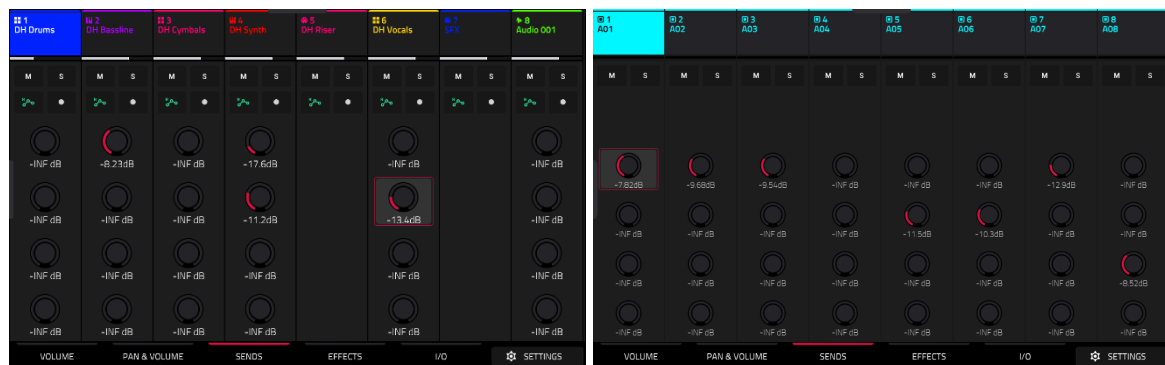 1 2 3 4 5 6 7 8
DH Drums DH Bassline DH Cymbals DH Synth DH Riser DH Vocals SFX Audio 001
M S M S M S M S M S M S M S M S
-INF dB -8.23dB -INF dB -17.6dB -INF dB -INF dB
-INF dB -INF dB -INF dB -11.2dB -13.4dB -INF dB
-INF dB -INF dB -INF dB -INF dB -INF dB -INF dB
-INF dB -INF dB -INF dB -INF dB -INF dB -INF dB
VOLUME PAN & VOLUME SENDS EFFECTS I/O SETTINGS
1 2 3 4 5 6 7 8
A01 A02 A03 A04 A05 A06 A07 A08
M S M S M S M S M S M S M S M S
-7.82dB -9.68dB -9.54dB -INF dB -INF dB -INF dB -12.9dB -INF dB
-INF dB -INF dB -INF dB -INF dB -11.5dB -10.3dB -INF dB -INF dB
-INF dB -INF dB -INF dB -INF dB -INF dB -INF dB -INF dB -8.52dB
-INF dB -INF dB -INF dB -INF dB -INF dB -INF dB -INF dB -INF dB
VOLUME PAN & VOLUME SENDS EFFECTS I/O SETTINGS